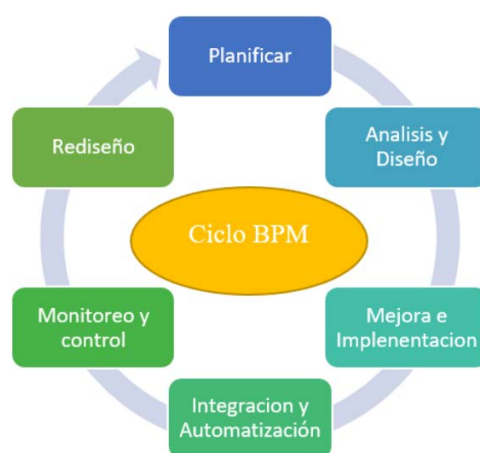 Planificar
Analisis y
Diseño
Mejora e
Implenentacion
Integracion y
Automatización
Monitoreo y
control
Rediseño
Ciclo BPM